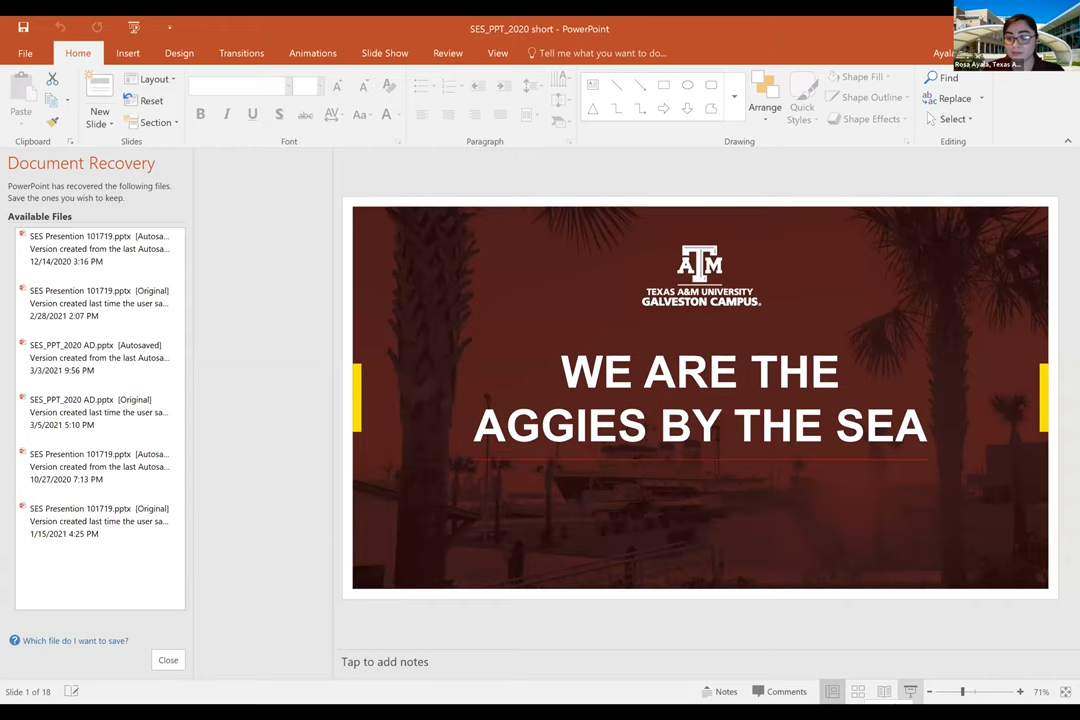 SES_PPT_2020 short - PowerPoint
File
Home
Insert
Design
Transitions
Animations
Slide Show
Review
View
Tell me what you want to do...
Rosa Ayala, Texas A...
Paste
New
Slide
Layout
Reset
Section
B I U S abc AV Aa A
Arrange
Quick
Styles
Shape Fill
Shape Outline
Shape Effects
Find
Replace
Select
Clipboard
Slides
Font
Paragraph
Drawing
Editing
Document Recovery
PowerPoint has recovered the following files.
Save the ones you wish to keep.
Available Files
SES Presention 101719.pptx [Autosa...
Version created from the last Autosa...
12/14/2020 3:16 PM
SES Presention 101719.pptx [Original]
Version created last time the user sa...
2/28/2021 2:07 PM
SES_PPT_2020 AD.pptx [Autosaved]
Version created from the last Autosa...
3/3/2021 9:56 PM
SES_PPT_2020 AD.pptx [Original]
Version created last time the user sa...
3/5/2021 5:10 PM
SES Presention 101719.pptx [Autosa...
Version created from the last Autosa...
10/27/2020 7:13 PM
SES Presention 101719.pptx [Original]
Version created last time the user sa...
1/15/2021 4:25 PM
Which file do I want to save?
Close
ATM
TEXAS A&M UNIVERSITY
GALVESTON CAMPUS®
WE ARE THE
AGGIES BY THE SEA
Tap to add notes
Slide 1 of 18
Notes
Comments
71%